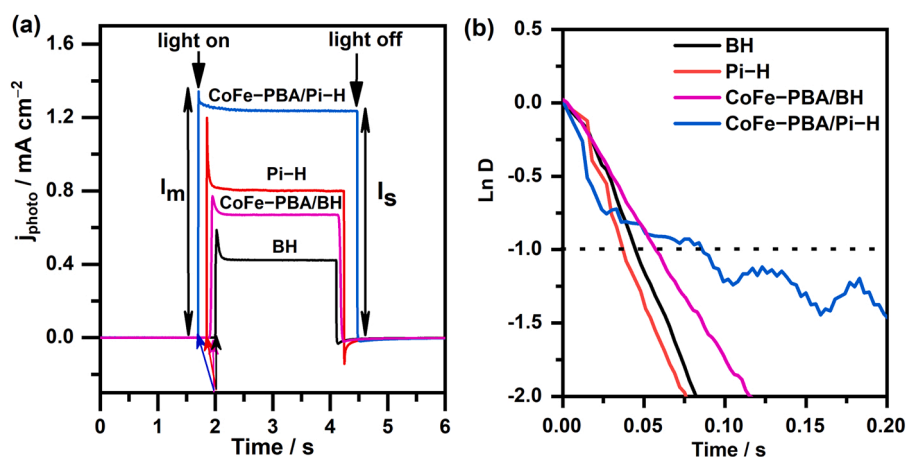 (a)
light on
light off
1.6
1.2
0.8
0.4
0.0
j_photo / mA cm⁻²
CoFe−PBA/Pi−H
Pi−H
CoFe−PBA/BH
BH
I_m
I_s
0 1 2 3 4 5 6
Time / s
(b)
0.5
0.0
-0.5
-1.0
-1.5
-2.0
Ln D
BH
Pi−H
CoFe−PBA/BH
CoFe−PBA/Pi−H
0.00 0.05 0.10 0.15 0.20
Time / s